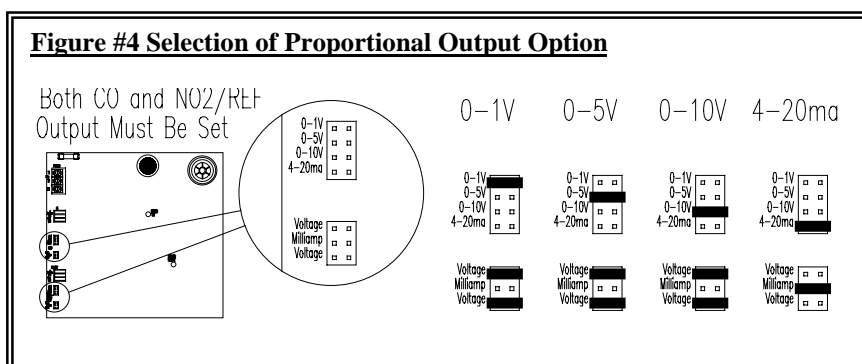 Figure #4 Selection of Proportional Output Option
Both CO and NO2/REF
Output Must Be Set
0-1V
0-5V
0-10V
4-20ma
Voltage
Milliamp
Voltage
0-1V 0-5V 0-10V 4-20ma
0-1V
0-5V
0-10V
4-20ma
Voltage
Milliamp
Voltage
0-1V
0-5V
0-10V
4-20ma
Voltage
Milliamp
Voltage
0-1V
0-5V
0-10V
4-20ma
Voltage
Milliamp
Voltage
0-1V
0-5V
0-10V
4-20ma
Voltage
Milliamp
Voltage